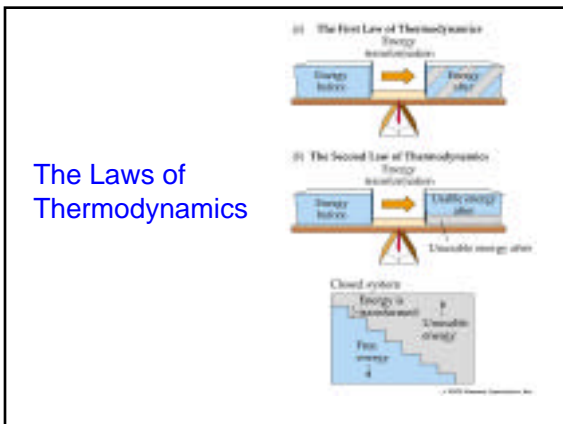 The Laws of
Thermodynamics
(a) The First Law of Thermodynamics
Energy
transformation
Energy
before
Energy
after
(b) The Second Law of Thermodynamics
Energy
transformation
Energy
before
Usable energy
after
Unusable energy after
Closed system
Energy is
transformed
Unusable
energy
Free
energy